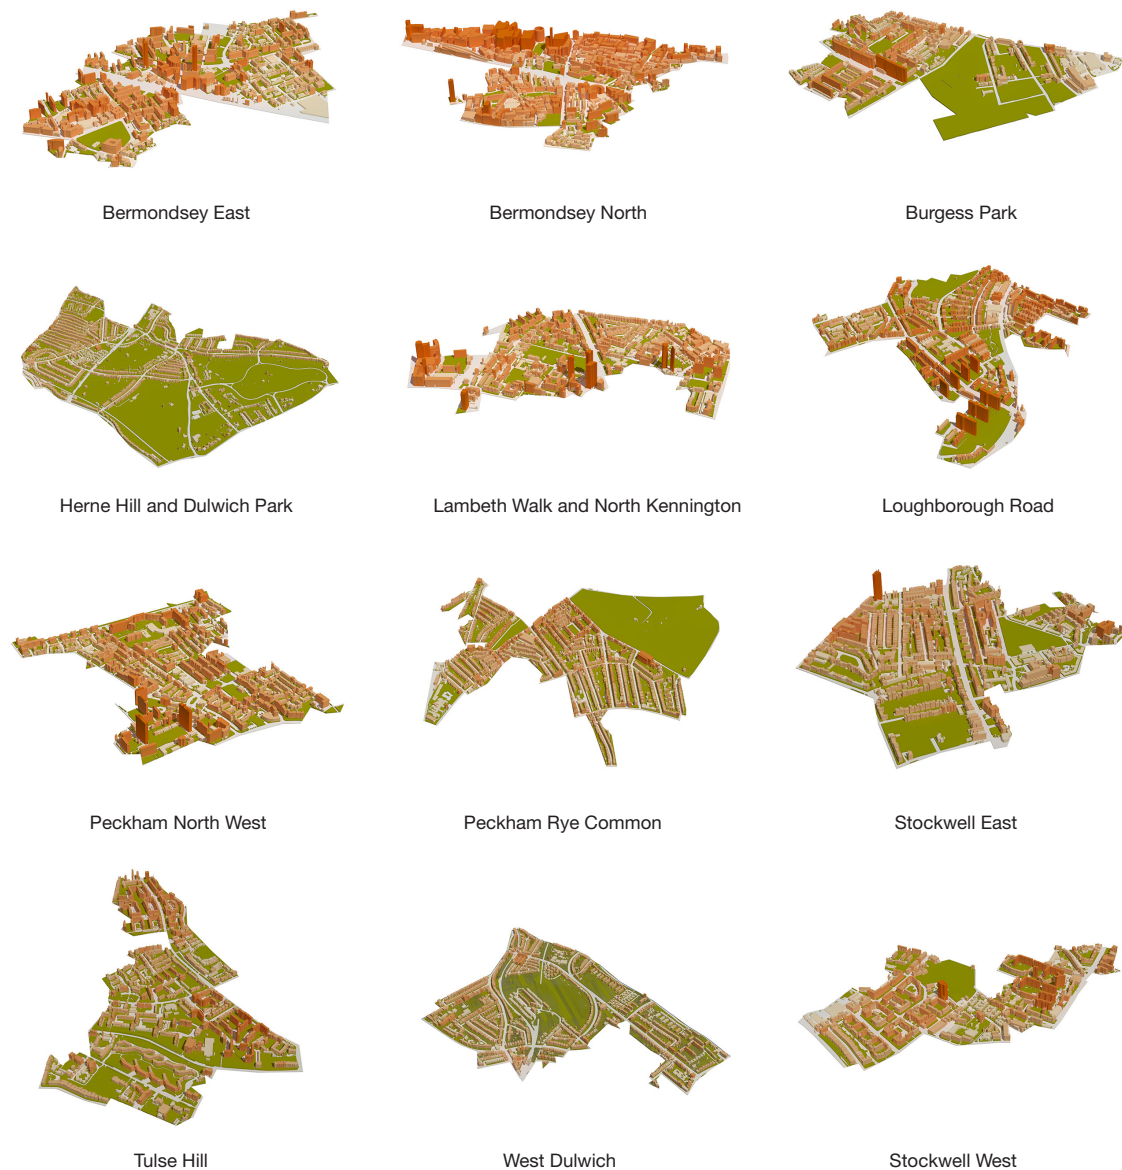 Bermondsey East
Bermondsey North
Burgess Park
Herne Hill and Dulwich Park
Lambeth Walk and North Kennington
Loughborough Road
Peckham North West
Peckham Rye Common
Stockwell East
Tulse Hill
West Dulwich
Stockwell West